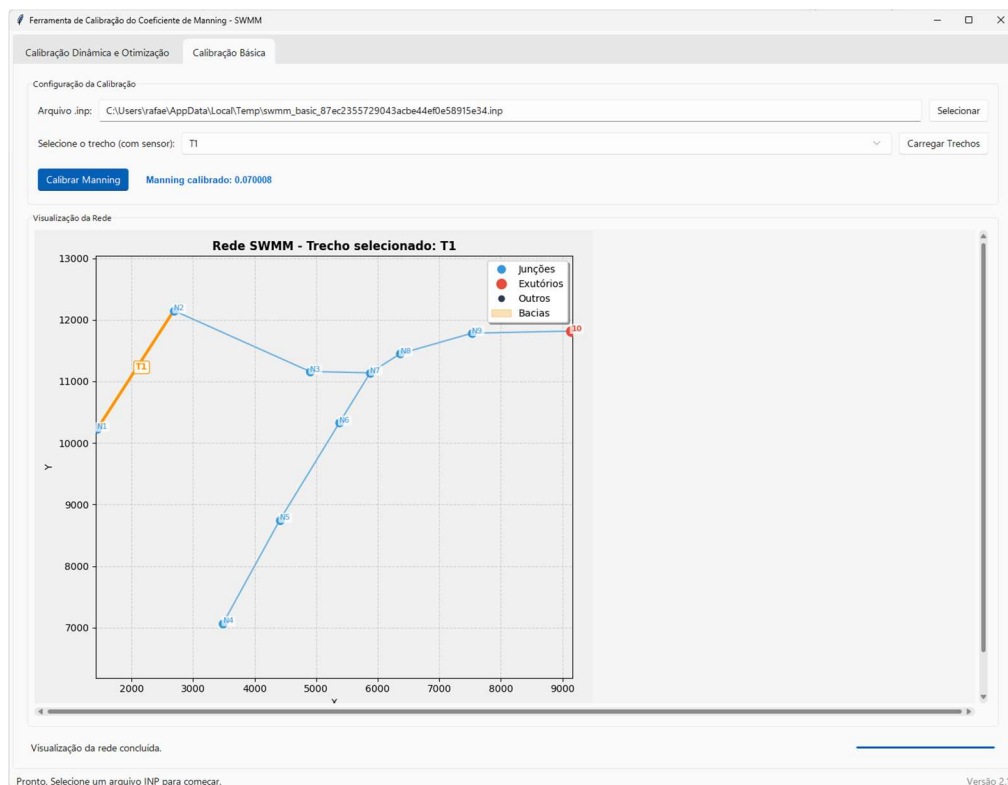 Ferramenta de Calibração do Coeficiente de Manning - SWMM
Calibração Dinâmica e Otimização Calibração Básica
Configuração da Calibração
Arquivo .inp: C:\Users\rafae\AppData\Local\Temp\swmm_basic_87ec2355729043acbe44ef0e58915e34.inp Selecionar
Selecione o trecho (com sensor): T1 Carregar Trechos
Calibrar Manning Manning calibrado: 0.070008
Visualização da Rede
Rede SWMM - Trecho selecionado: T1
13000
12000
11000
10000
9000
8000
7000
Y
Junções
Exutórios
Outros
Bacias
N2
N9
10
N8
T1
N3
N7
N6
N1
N5
N4
2000 3000 4000 5000 6000 7000 8000 9000
Visualização da rede concluída.
Pronto. Selecione um arquivo INP para começar. Versão 2.